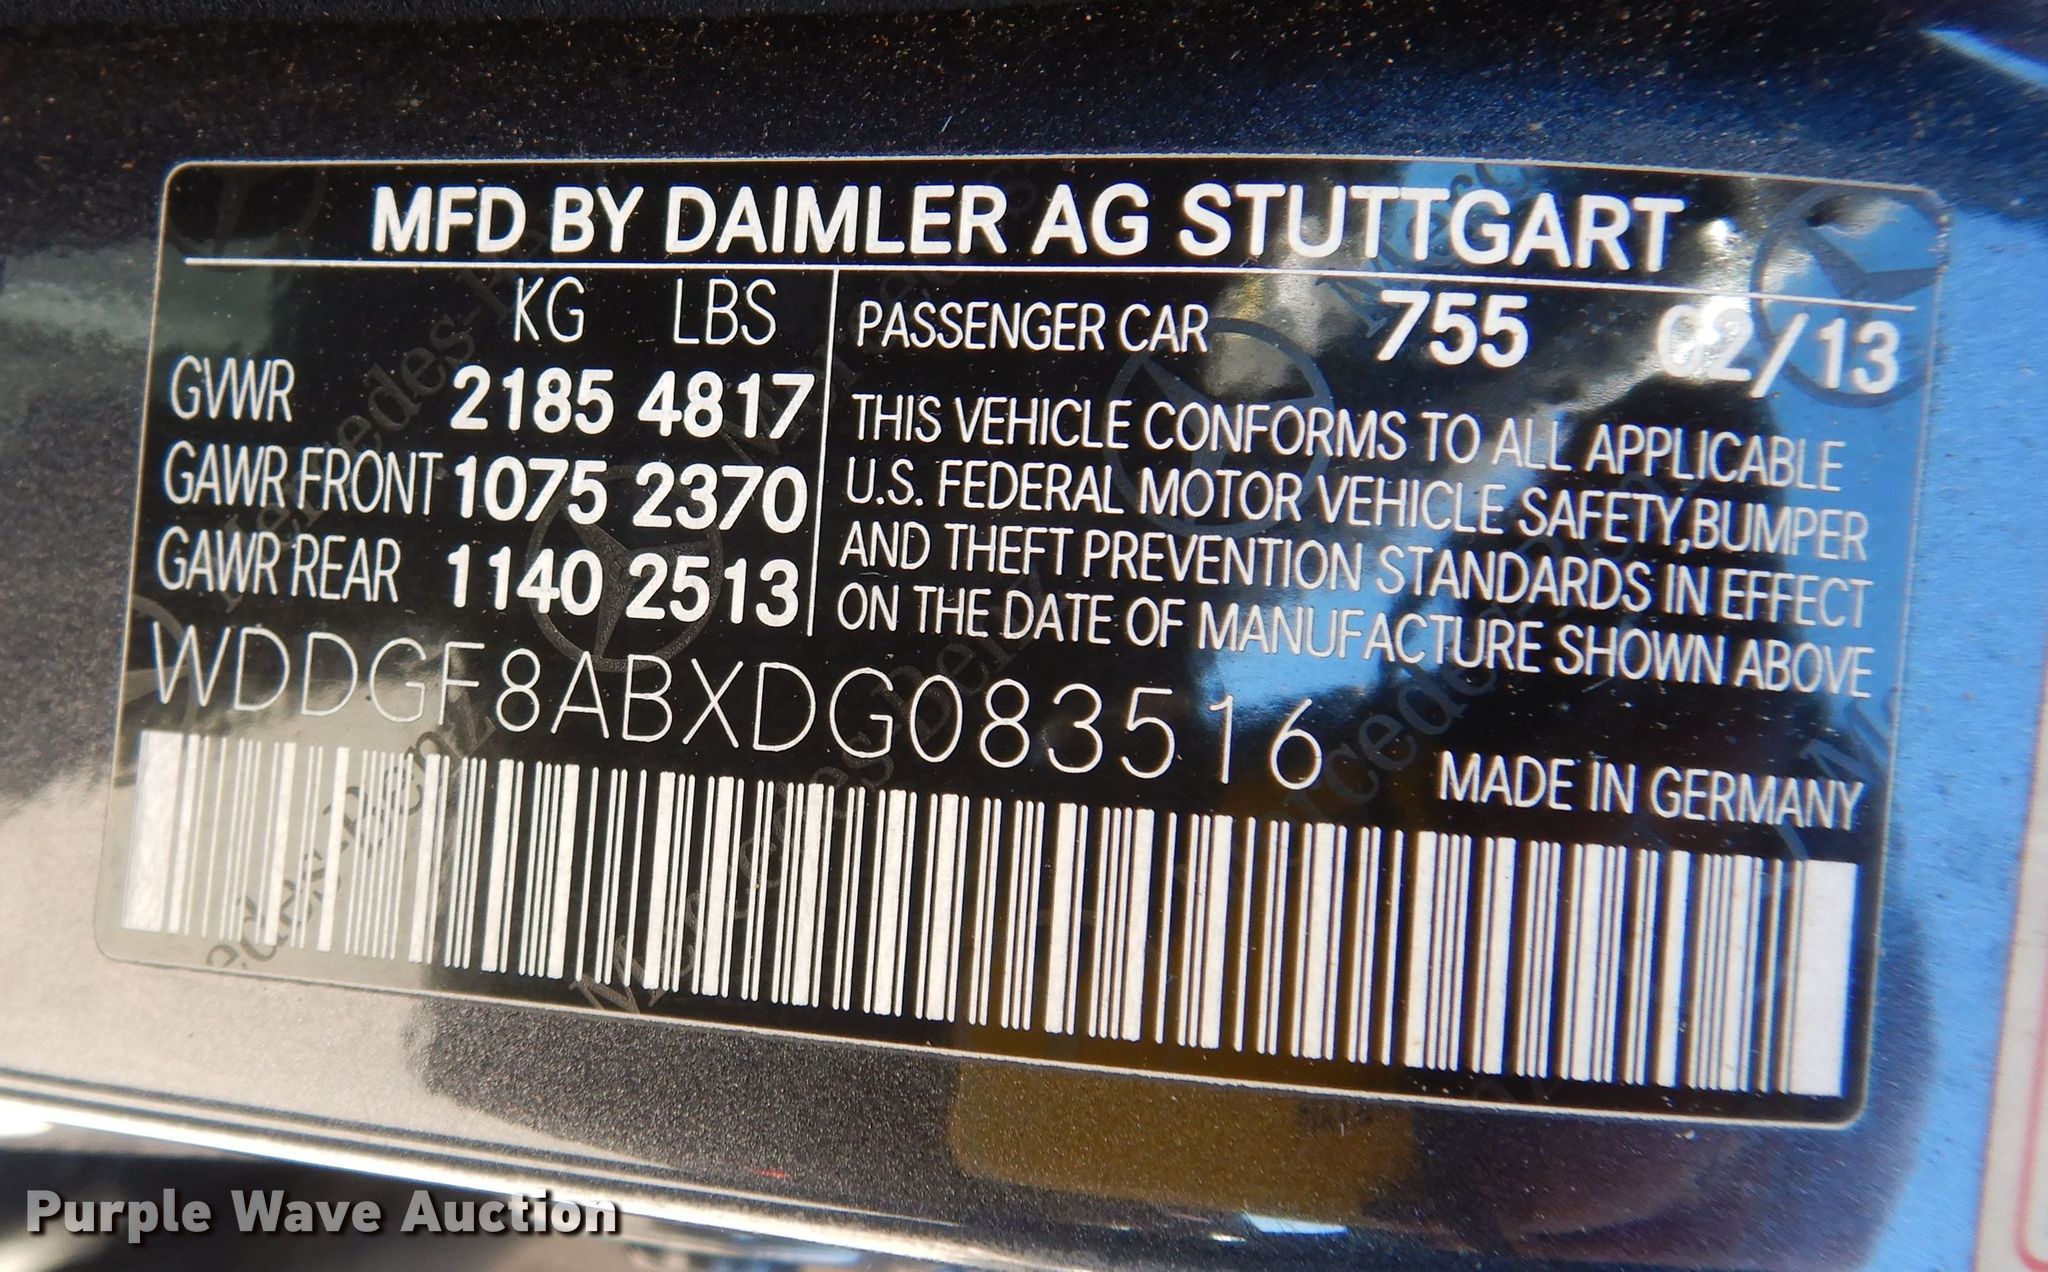 MFD BY DAIMLER AG STUTTGART
KG LBS
GVWR 2185 4817
GAWR FRONT 1075 2370
GAWR REAR 1140 2513
PASSENGER CAR 755 02/13
THIS VEHICLE CONFORMS TO ALL APPLICABLE
U.S. FEDERAL MOTOR VEHICLE SAFETY, BUMPER
AND THEFT PREVENTION STANDARDS IN EFFECT
ON THE DATE OF MANUFACTURE SHOWN ABOVE
WDDGF8ABXDG083516
MADE IN GERMANY
Mercedes-Benz
Purple Wave Auction